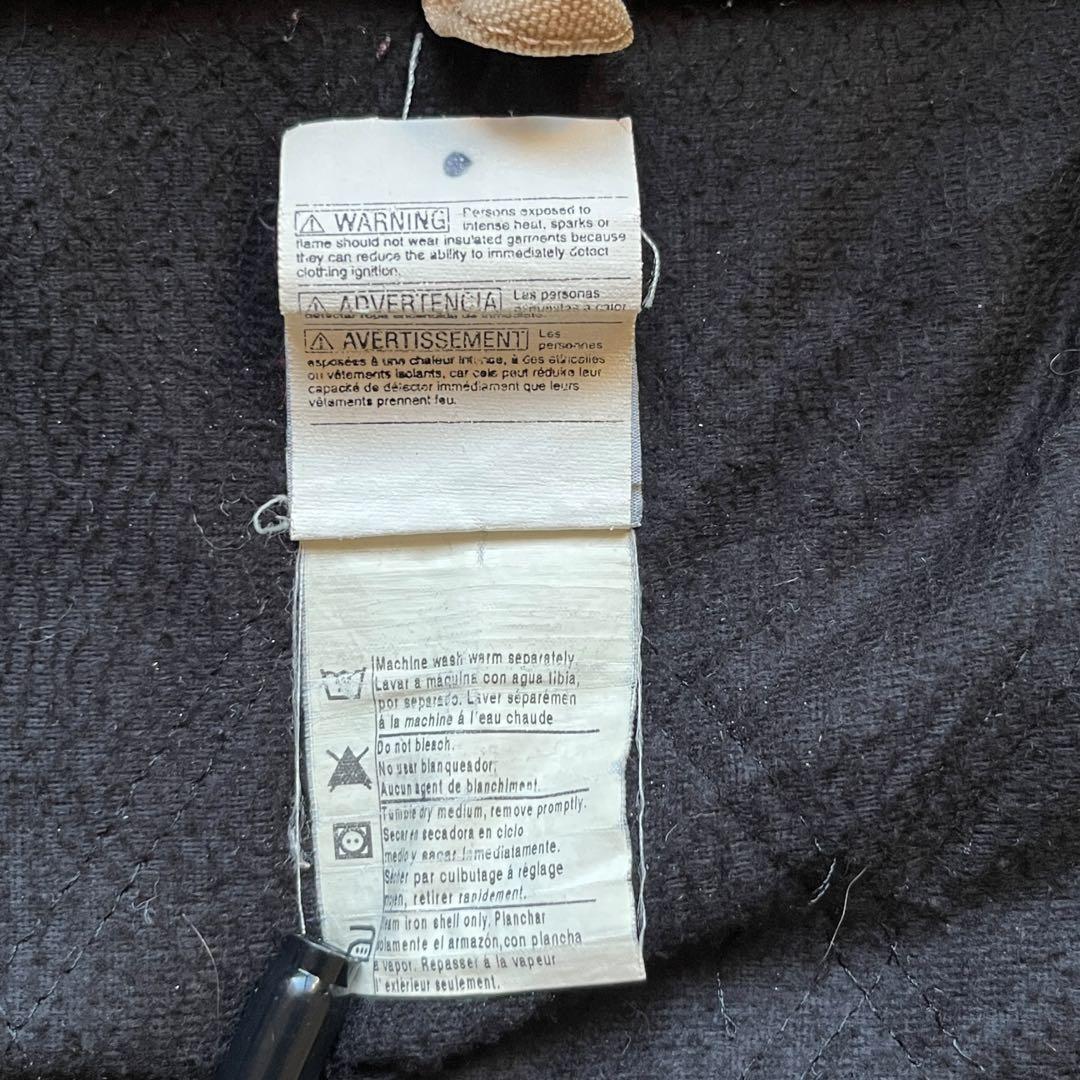 WARNING Persons exposed to
intense heat, sparks or
flame should not wear insulated garments because
they can reduce the ability to immediately detect
clothing ignition.
ADVERTENCIA Las personas
AVERTISSEMENT Les
personnes
exposées à une chaleur intense, à des étincelles
ou vêtements isolants, car cela peut réduire leur
capacité de détecter immédiament que leurs
vêtements prennent feu.
Machine wash warm separately
Lavar a máquina con agua tibia,
por separado. Laver séparémen
á la machine á l'eau chaude
Do not bleach.
No usar blanqueador.
Aucun agent de blanchiment.
Tumble dry medium, remove promptly.
Secar en secadora en ciclo
medio y sacar immediatamente.
Sécher par culbutage á réglage
retirer rapidement.
iron shell only. Planchar
olamente el armazón, con plancha
a vapor. Repasser á la vapeur
l'extérieur seulement.